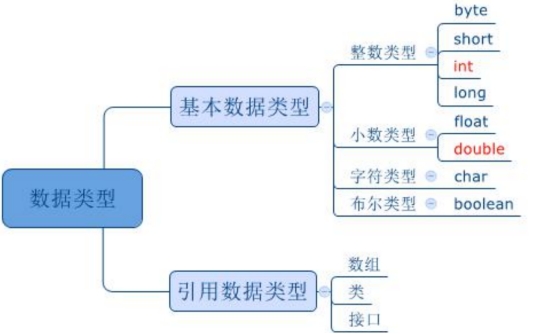 数据类型
基本数据类型
整数类型
byte
short
int
long
小数类型
float
double
字符类型
char
布尔类型
boolean
引用数据类型
数组
类
接口